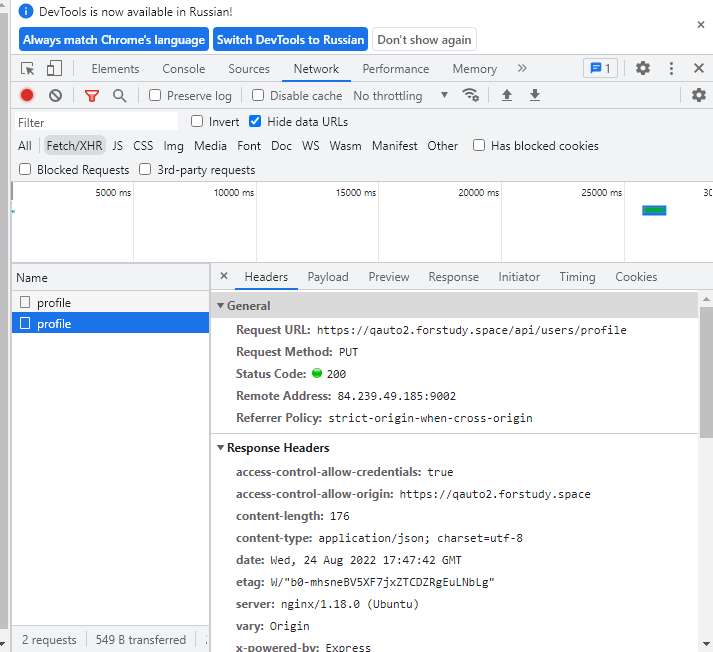 DevTools is now available in Russian!
Always match Chrome's language Switch DevTools to Russian Don't show again
Elements Console Sources Network Performance Memory 1
Preserve log Disable cache No throttling
Filter Invert Hide data URLs
All Fetch/XHR JS CSS Img Media Font Doc WS Wasm Manifest Other Has blocked cookies
Blocked Requests 3rd-party requests
5000 ms 10000 ms 15000 ms 20000 ms 25000 ms 30
Name
profile
profile
2 requests 549 B transferred
Headers Payload Preview Response Initiator Timing Cookies
General
Request URL: https://qauto2.forstudy.space/api/users/profile
Request Method: PUT
Status Code: 200
Remote Address: 84.239.49.185:9002
Referrer Policy: strict-origin-when-cross-origin
Response Headers
access-control-allow-credentials: true
access-control-allow-origin: https://qauto2.forstudy.space
content-length: 176
content-type: application/json; charset=utf-8
date: Wed, 24 Aug 2022 17:47:42 GMT
etag: W/"b0-mhsneBV5XF7jxZTCDZRgEuLNbLg"
server: nginx/1.18.0 (Ubuntu)
vary: Origin
x-powered-by: Express